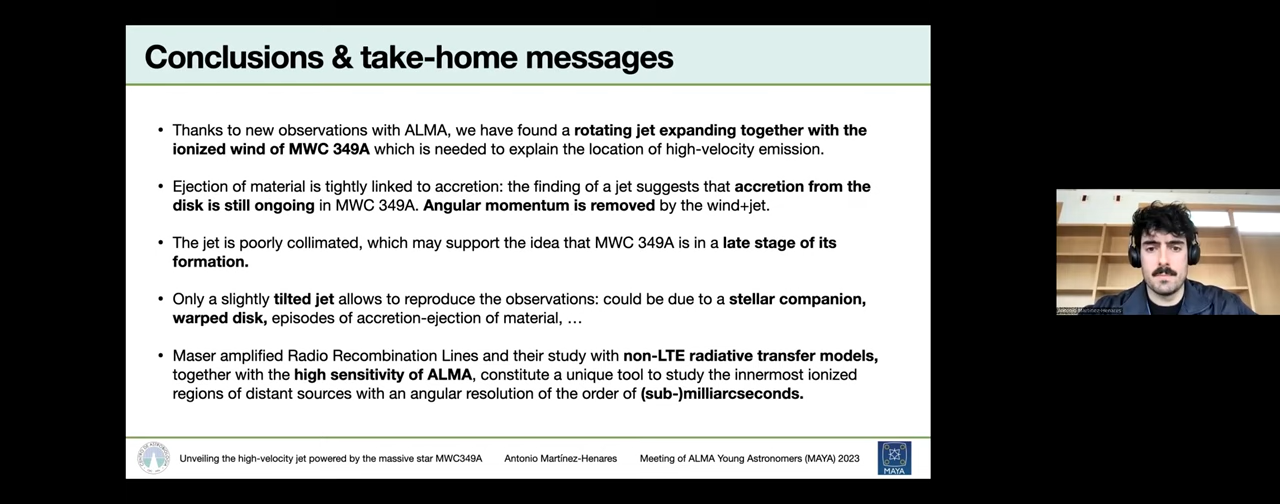 Conclusions & take-home messages
• Thanks to new observations with ALMA, we have found a rotating jet expanding together with the
ionized wind of MWC 349A which is needed to explain the location of high-velocity emission.
• Ejection of material is tightly linked to accretion: the finding of a jet suggests that accretion from the
disk is still ongoing in MWC 349A. Angular momentum is removed by the wind+jet.
• The jet is poorly collimated, which may support the idea that MWC 349A is in a late stage of its
formation.
• Only a slightly tilted jet allows to reproduce the observations: could be due to a stellar companion,
warped disk, episodes of accretion-ejection of material, …
• Maser amplified Radio Recombination Lines and their study with non-LTE radiative transfer models,
together with the high sensitivity of ALMA, constitute a unique tool to study the innermost ionized
regions of distant sources with an angular resolution of the order of (sub-)milliarcseconds.
Unveiling the high-velocity jet powered by the massive star MWC349A Antonio Martínez-Henares Meeting of ALMA Young Astronomers (MAYA) 2023
MAYA
Antonio Martínez-Henares